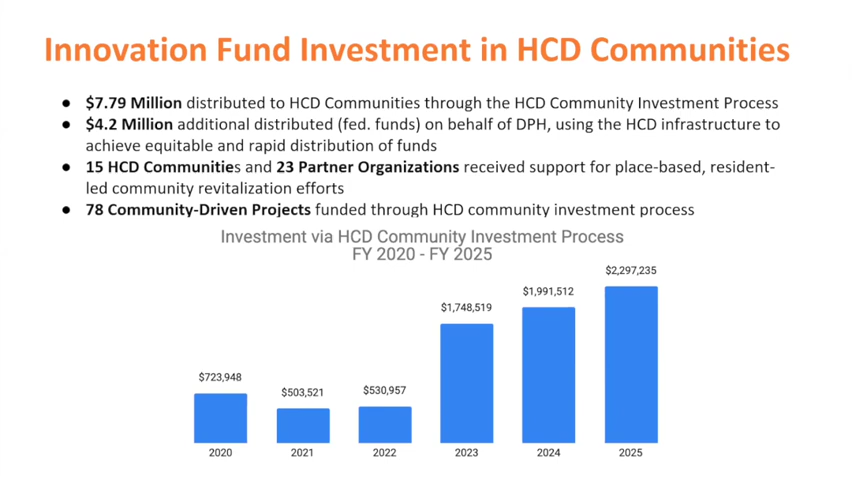 Innovation Fund Investment in HCD Communities
● $7.79 Million distributed to HCD Communities through the HCD Community Investment Process
● $4.2 Million additional distributed (fed. funds) on behalf of DPH, using the HCD infrastructure to
achieve equitable and rapid distribution of funds
● 15 HCD Communities and 23 Partner Organizations received support for place-based, resident-
led community revitalization efforts
● 78 Community-Driven Projects funded through HCD community investment process
Investment via HCD Community Investment Process
FY 2020 - FY 2025
$723,948
$503,521
$530,957
$1,748,519
$1,991,512
$2,297,235
2020
2021
2022
2023
2024
2025